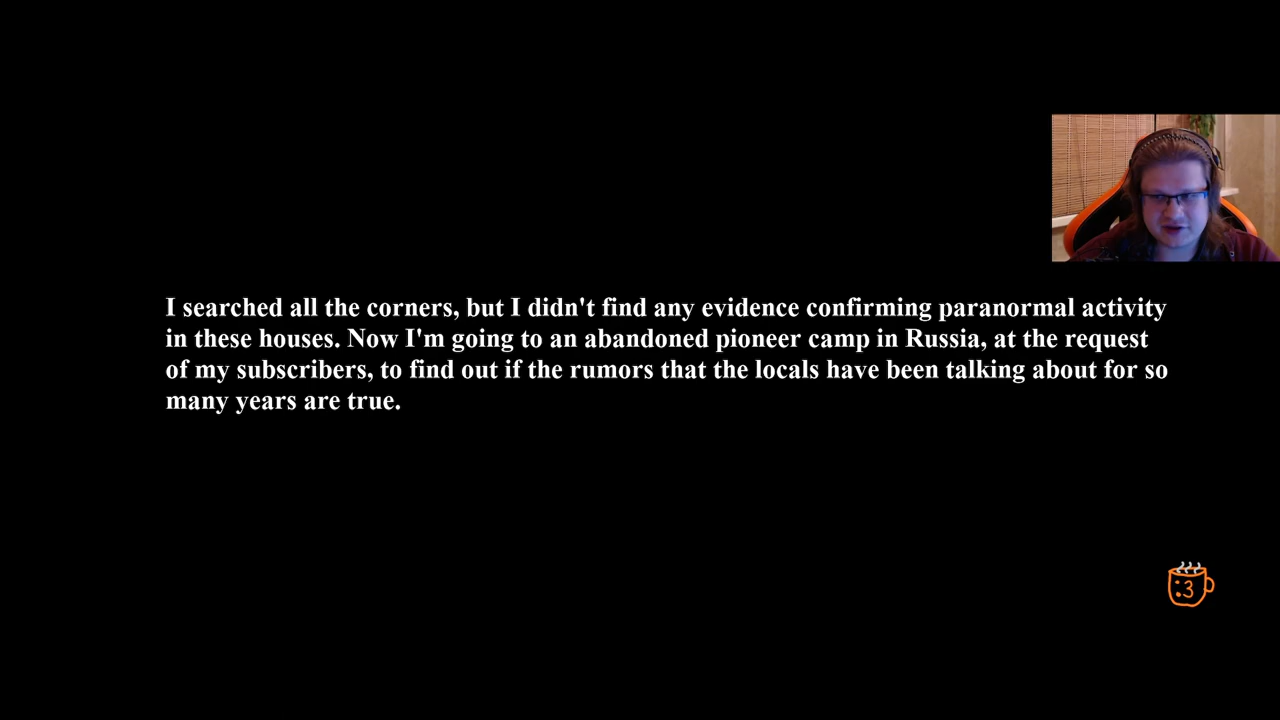 I searched all the corners, but I didn't find any evidence confirming paranormal activity
in these houses. Now I'm going to an abandoned pioneer camp in Russia, at the request
of my subscribers, to find out if the rumors that the locals have been talking about for so
many years are true.
:3